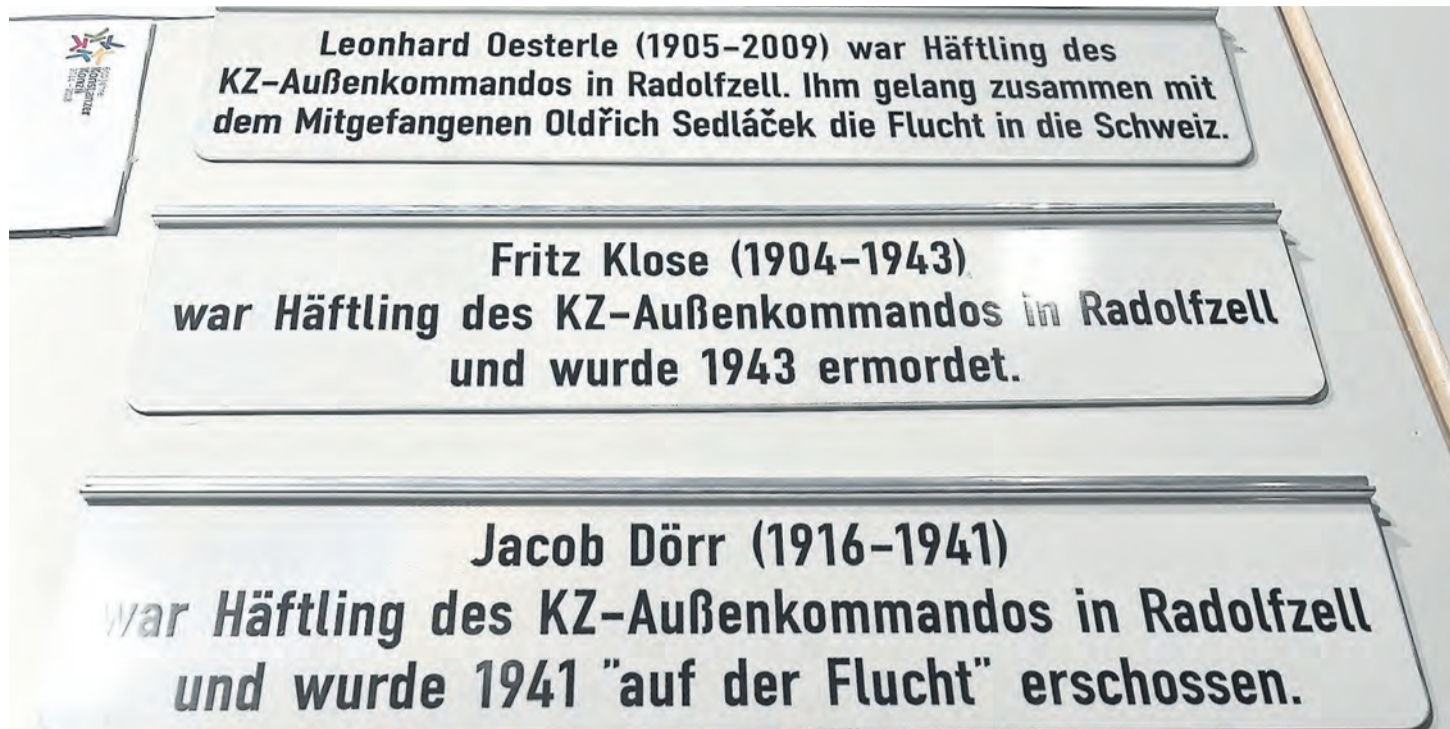 Konstanzer
Konzil
Leonhard Oesterle (1905-2009) war Häftling des
KZ-Außenkommandos in Radolfzell. Ihm gelang zusammen mit
dem Mitgefangenen Oldřich Sedláček die Flucht in die Schweiz.
Fritz Klose (1904-1943)
war Häftling des KZ-Außenkommandos in Radolfzell
und wurde 1943 ermordet.
Jacob Dörr (1916-1941)
war Häftling des KZ-Außenkommandos in Radolfzell
und wurde 1941 "auf der Flucht" erschossen.